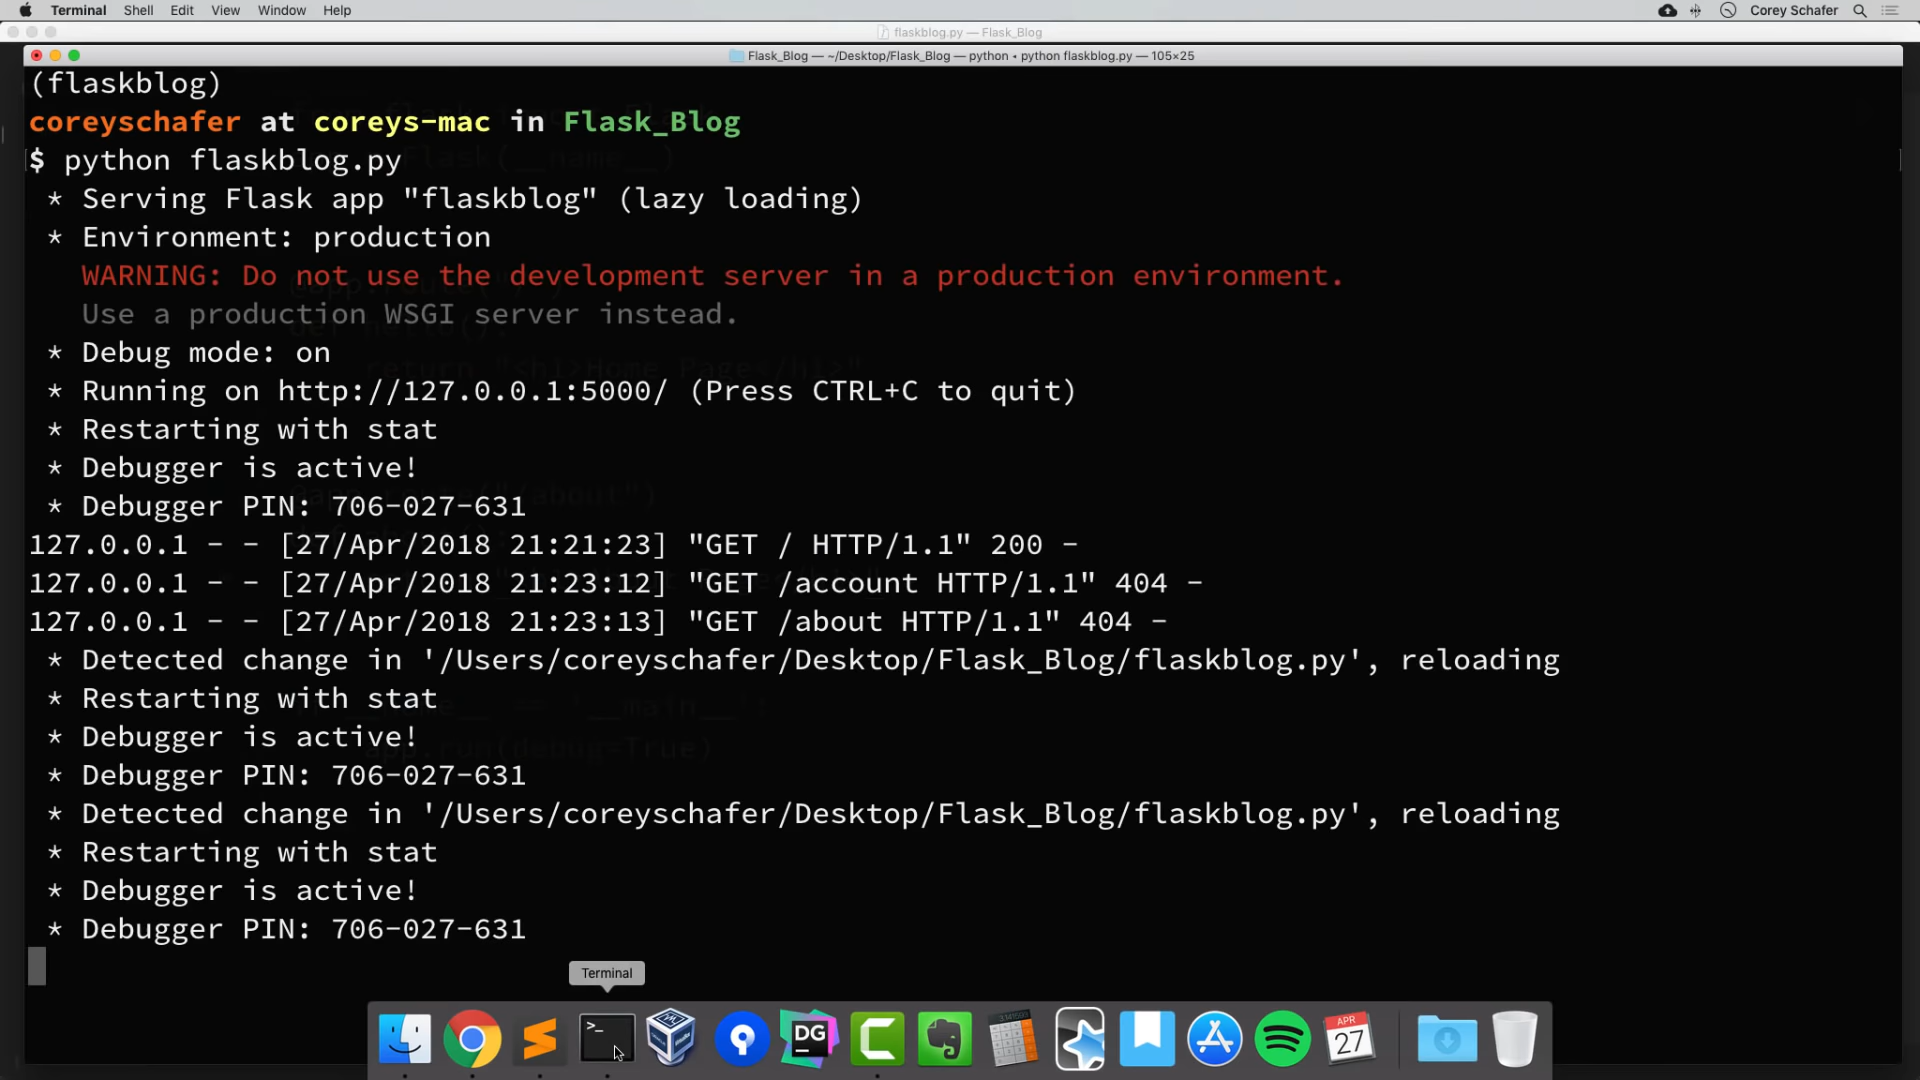 Terminal Shell Edit View Window Help Corey Schafer
flaskblog.py — Flask_Blog
Flask_Blog — ~/Desktop/Flask_Blog — python • python flaskblog.py — 105×25
(flaskblog)
coreyschafer at coreys-mac in Flask_Blog
$ python flaskblog.py
* Serving Flask app "flaskblog" (lazy loading)
* Environment: production
WARNING: Do not use the development server in a production environment.
Use a production WSGI server instead.
* Debug mode: on
* Running on http://127.0.0.1:5000/ (Press CTRL+C to quit)
* Restarting with stat
* Debugger is active!
* Debugger PIN: 706-027-631
127.0.0.1 - - [27/Apr/2018 21:21:23] "GET / HTTP/1.1" 200 -
127.0.0.1 - - [27/Apr/2018 21:23:12] "GET /account HTTP/1.1" 404 -
127.0.0.1 - - [27/Apr/2018 21:23:13] "GET /about HTTP/1.1" 404 -
* Detected change in '/Users/coreyschafer/Desktop/Flask_Blog/flaskblog.py', reloading
* Restarting with stat
* Debugger is active!
* Debugger PIN: 706-027-631
* Detected change in '/Users/coreyschafer/Desktop/Flask_Blog/flaskblog.py', reloading
* Restarting with stat
* Debugger is active!
* Debugger PIN: 706-027-631
Terminal
>_
DG
APR
27